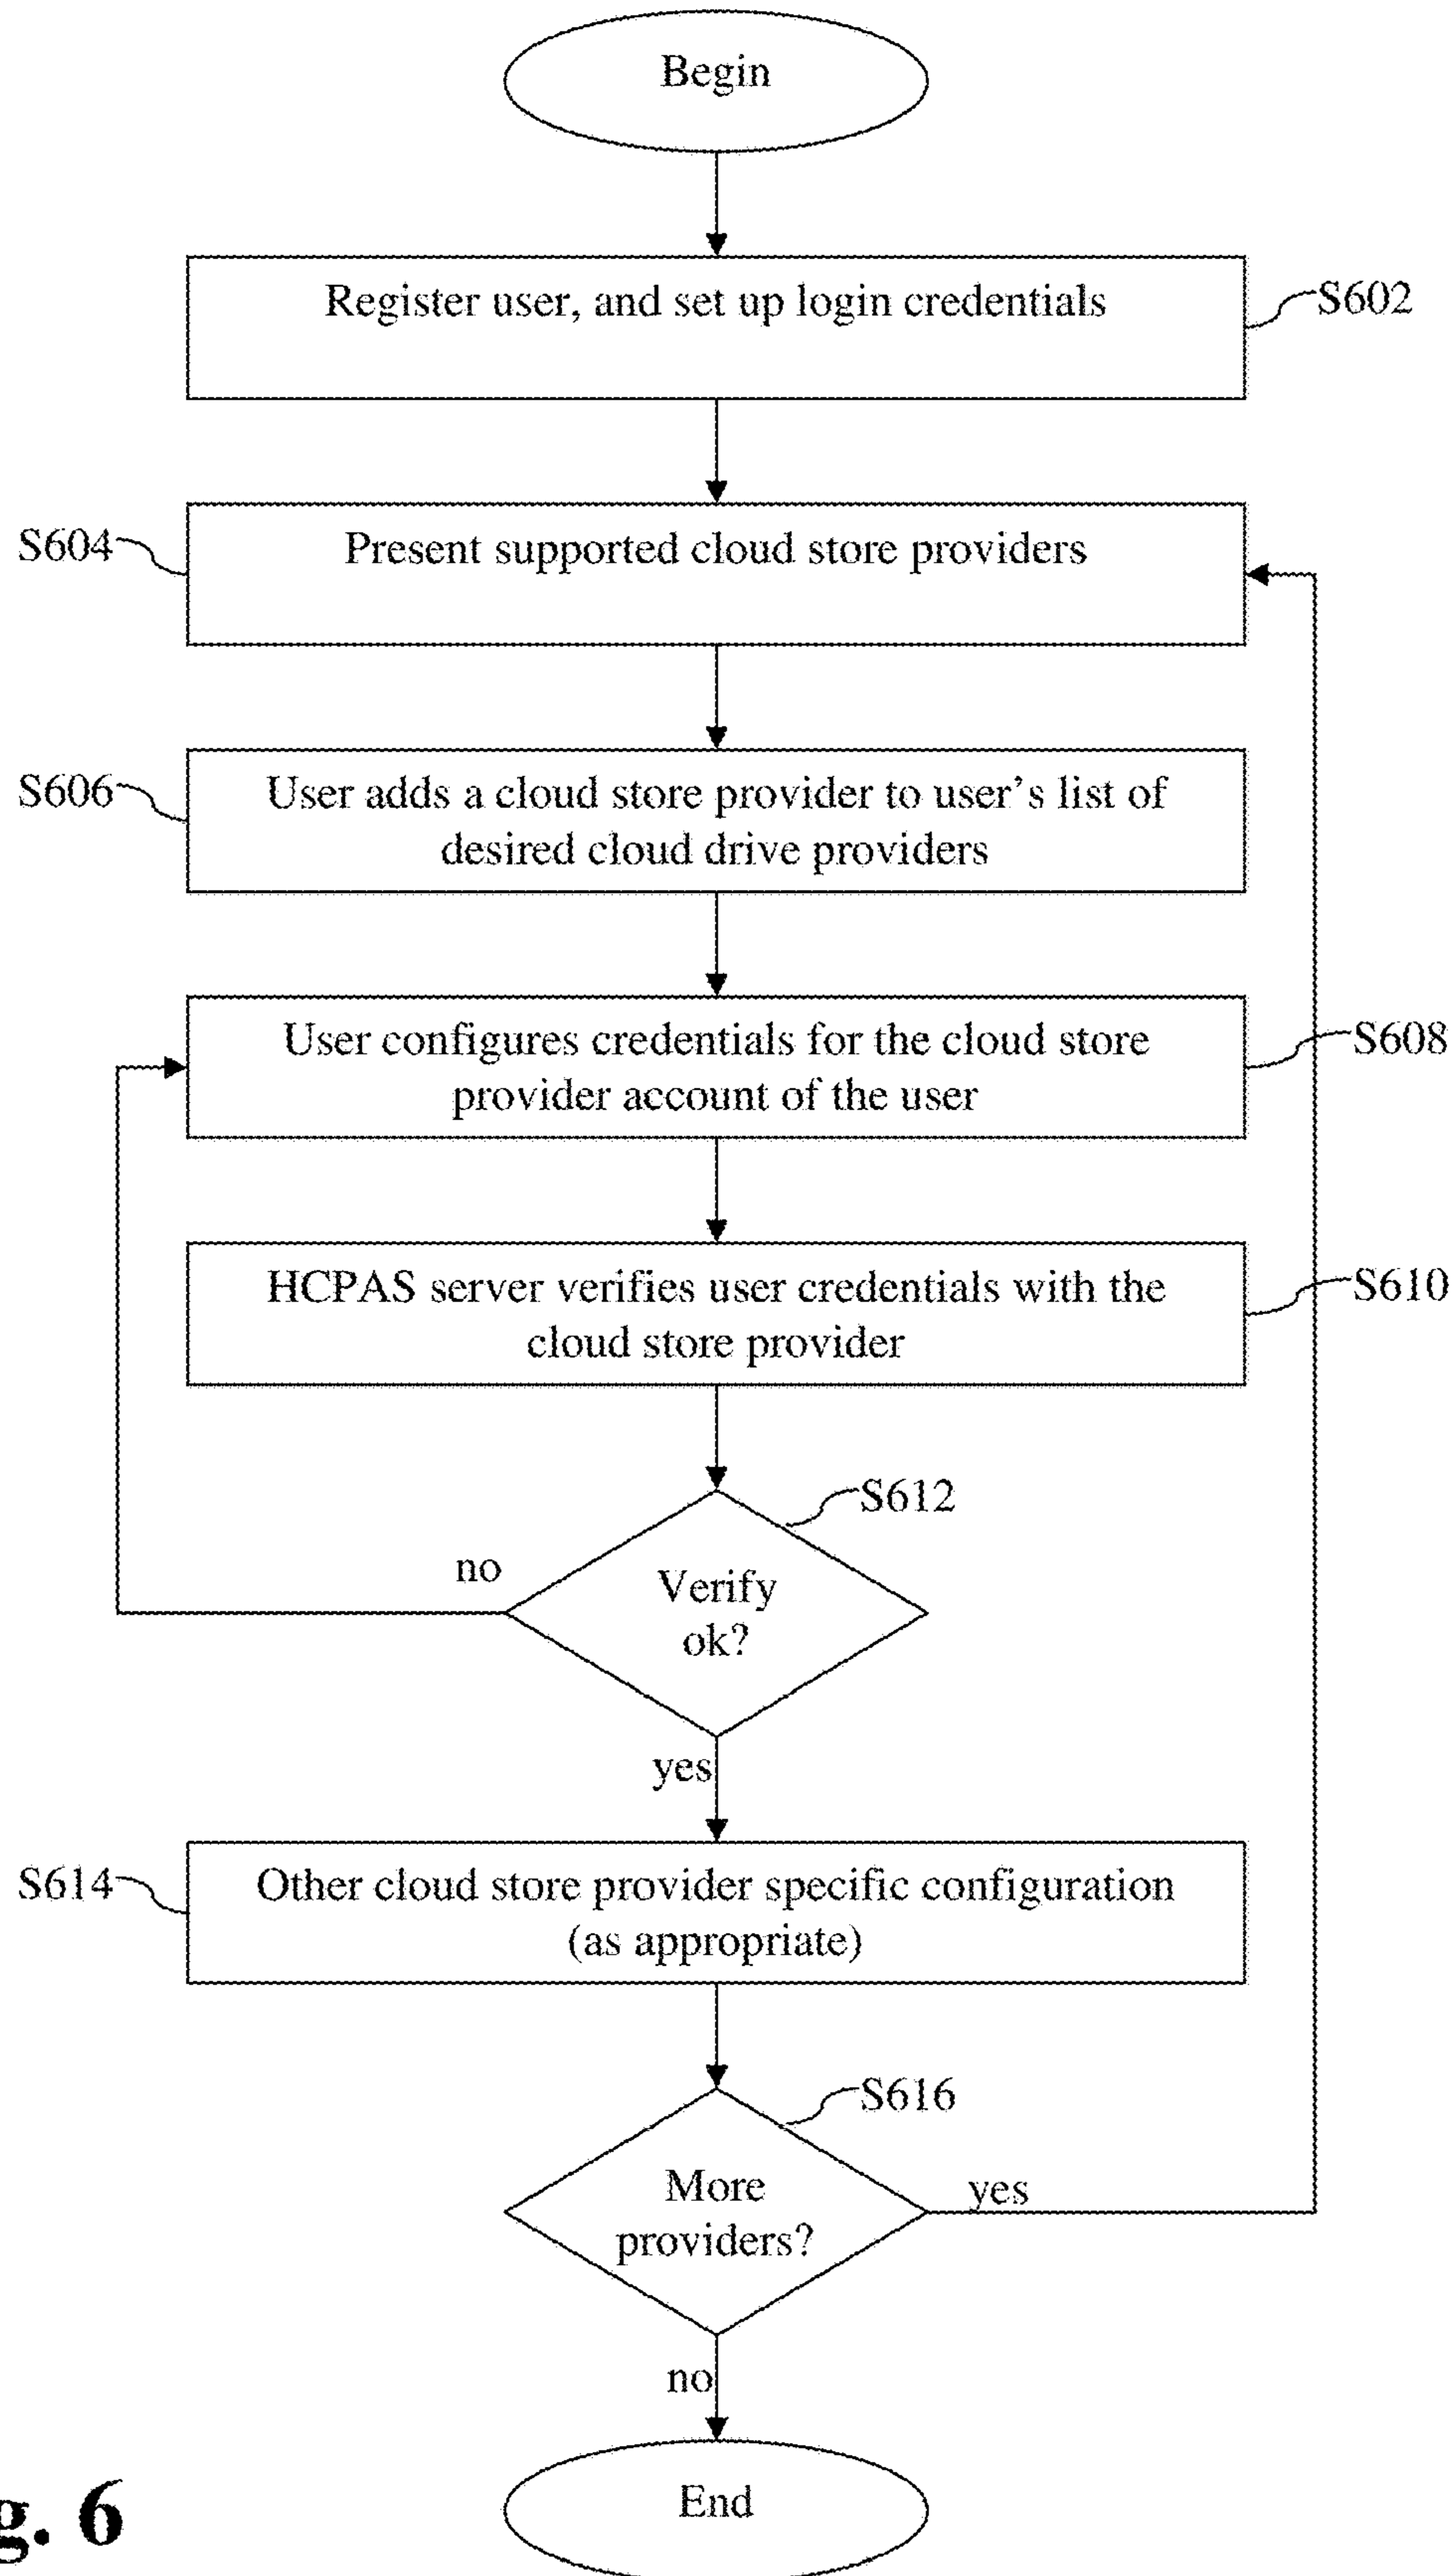 Begin
Register user, and set up login credentials
S602
S604
Present supported cloud store providers
S606
User adds a cloud store provider to user's list of
desired cloud drive providers
User configures credentials for the cloud store
provider account of the user
S608
HCPAS server verifies user credentials with the
cloud store provider
S610
S612
Verify
ok?
no
yes
S614
Other cloud store provider specific configuration
(as appropriate)
S616
More
providers?
yes
no
End
g. 6